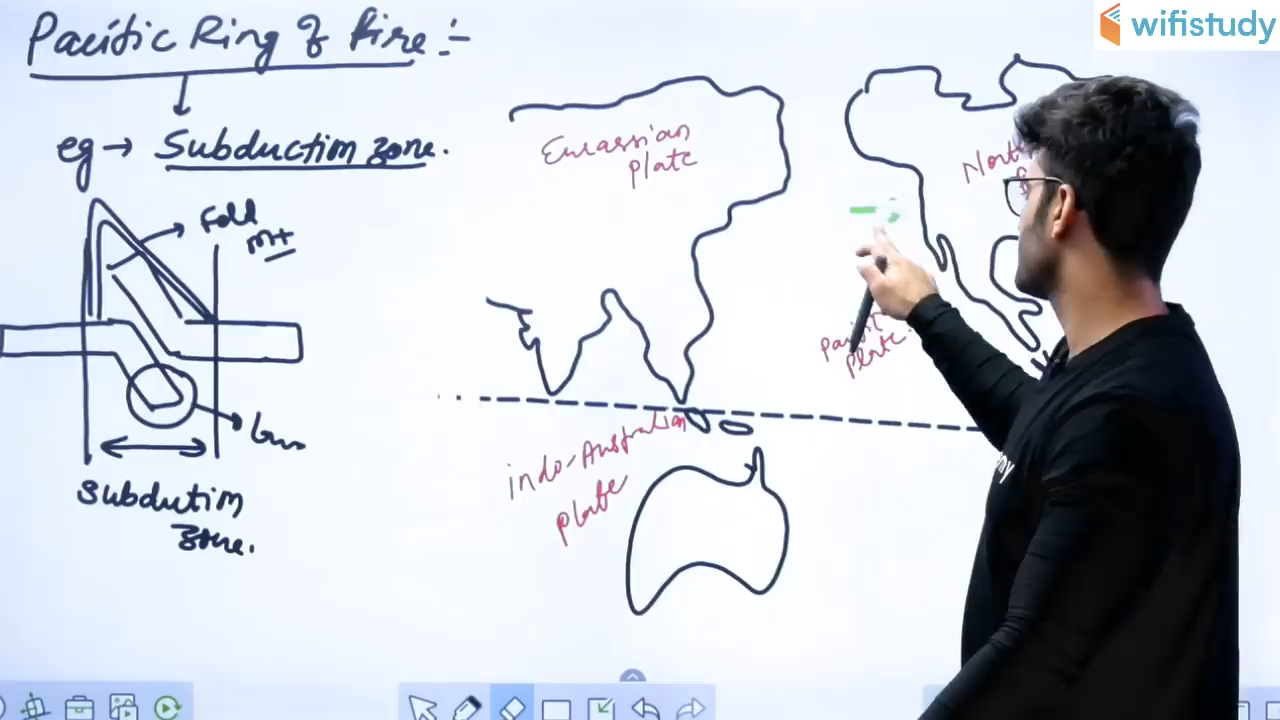 wifistudy
Pacific Ring of Fire :-
eg → Subduction zone.
Fold
mt
Subduction
zone.
Eurassian
plate
indo-Australian
plate
Pacific
plate.